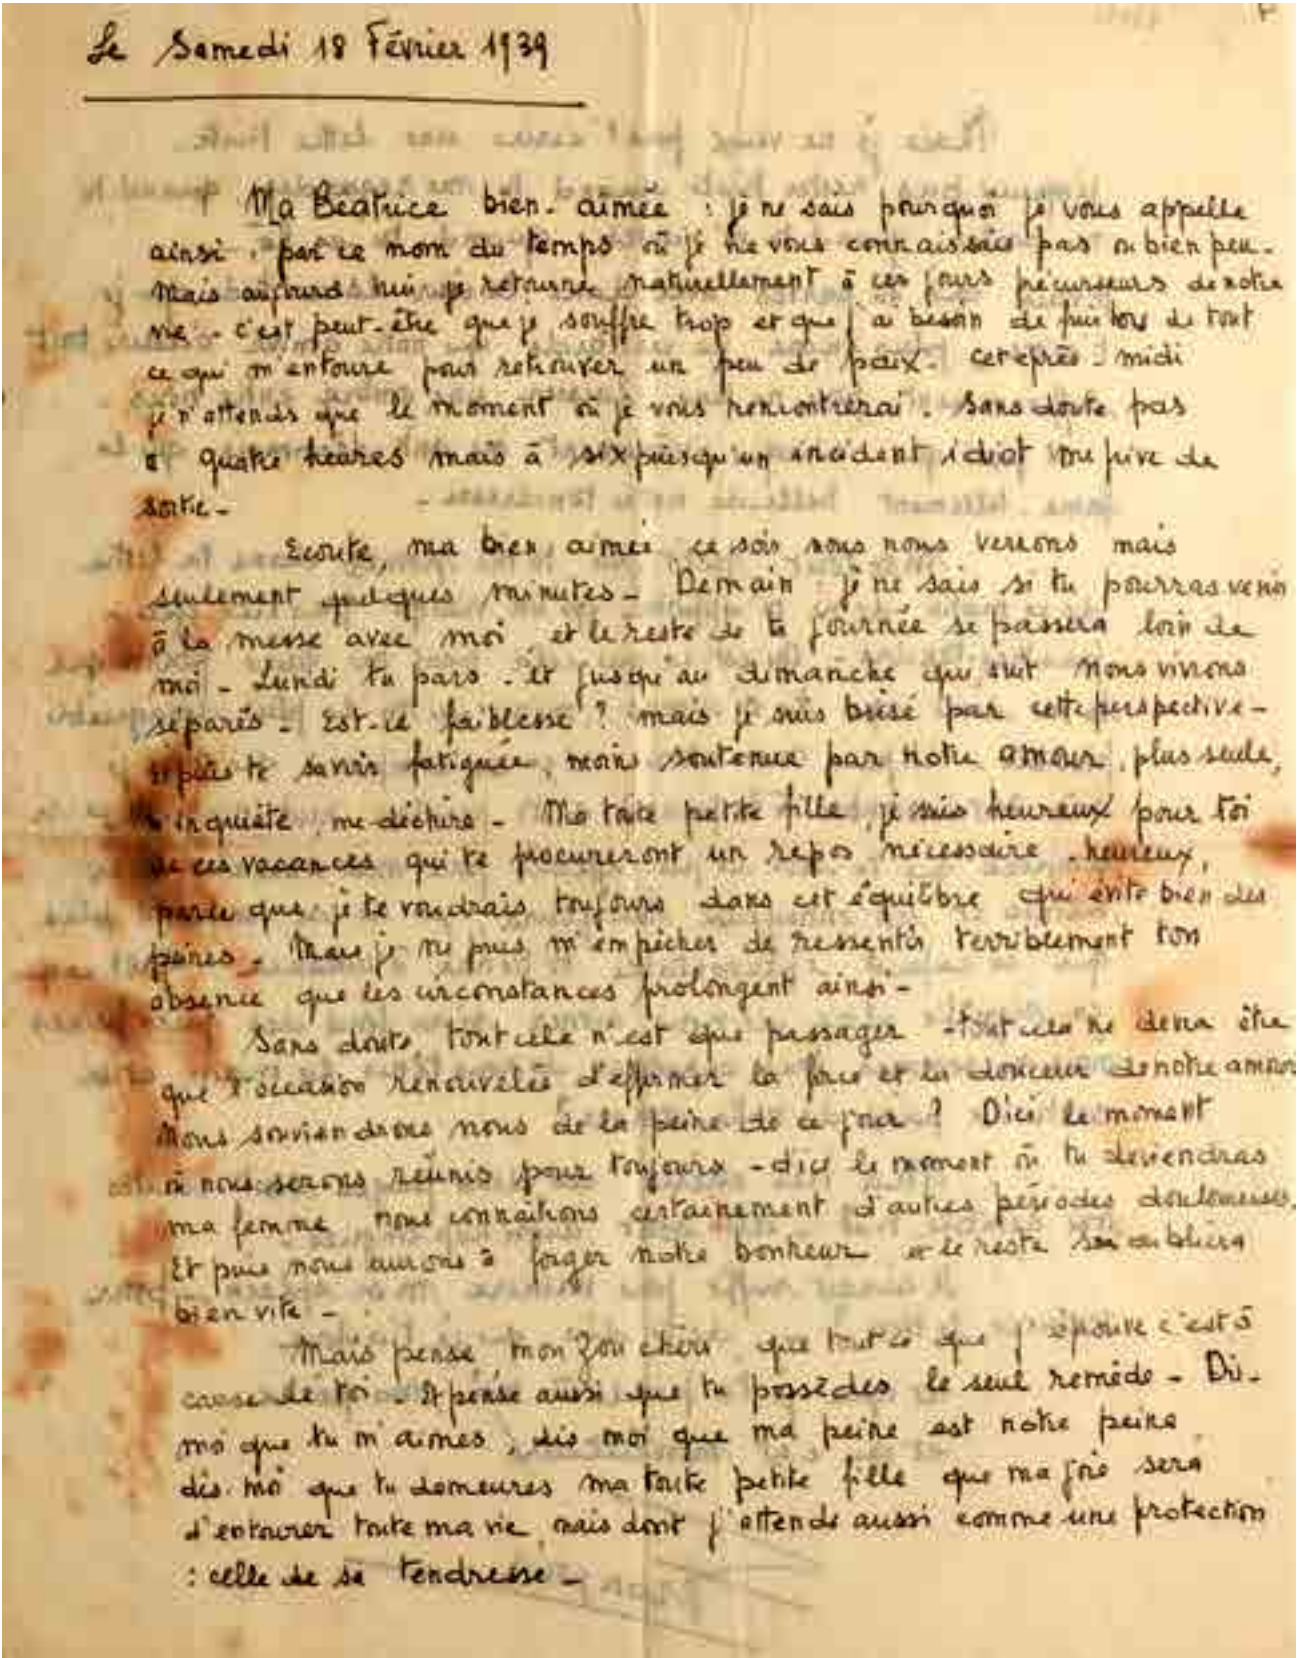 Le Samedi 18 Février 1939
Ma Béatrice bien-aimée : je ne sais pourquoi je vous appelle
ainsi, par ce nom du temps où je ne vous connaissais pas ou bien peu.
Mais aujourd'hui je retourne naturellement à ces jours précurseurs de notre
vie - c'est peut-être que je souffre trop et que j'ai besoin de fuir hors de tout
ce qui m'entoure pour retrouver un peu de paix. cet après-midi
je n'attends que le moment où je vous rencontrerai. Sans doute pas
à quatre heures mais à six puisqu'un incident idiot me prive de
sortie -
Ecoute, ma bien aimée ce soir nous nous verrons mais
seulement quelques minutes - Demain je ne sais si tu pourras venir
à la messe avec moi, et le reste de ta journée se passera loin de
moi - Lundi tu pars - et jusqu'au dimanche qui suit nous vivrons
séparés - Est-ce faiblesse ? mais je suis brisé par cette perspective -
et puis te savoir fatiguée, moins soutenue par notre amour, plus seule,
m'inquiète, me déchire - Ma toute petite fille, je suis heureux pour toi
de ces vacances qui te procureront un repos nécessaire - heureux,
parce que je te voudrais toujours dans cet équilibre qui évite bien des
peines - Mais je ne puis m'empêcher de ressentir terriblement ton
absence que les circonstances prolongent ainsi -
Sans doute, tout cela n'est que passager - tout cela ne devra être
que l'occasion renouvelée d'affirmer la force et la douceur de notre amour
Nous souviendrons nous de la peine de ce jour ? D'ici le moment
où nous serons réunis pour toujours - d'ici le moment où tu deviendras
ma femme nous connaîtrons certainement d'autres périodes douloureuses.
Et puis nous aurons à forger notre bonheur et le reste s'en oubliera
bien vite -
Mais pense, mon Zou chéri que tout ce que j'éprouve c'est à
cause de toi. Et pense aussi que tu possèdes le seul remède - Dis-
moi que tu m'aimes, dis moi que ma peine est notre peine
dis-moi que tu demeures ma toute petite fille que ma joie sera
d'entourer toute ma vie, mais dont j'attends aussi comme une protection
: celle de sa tendresse -